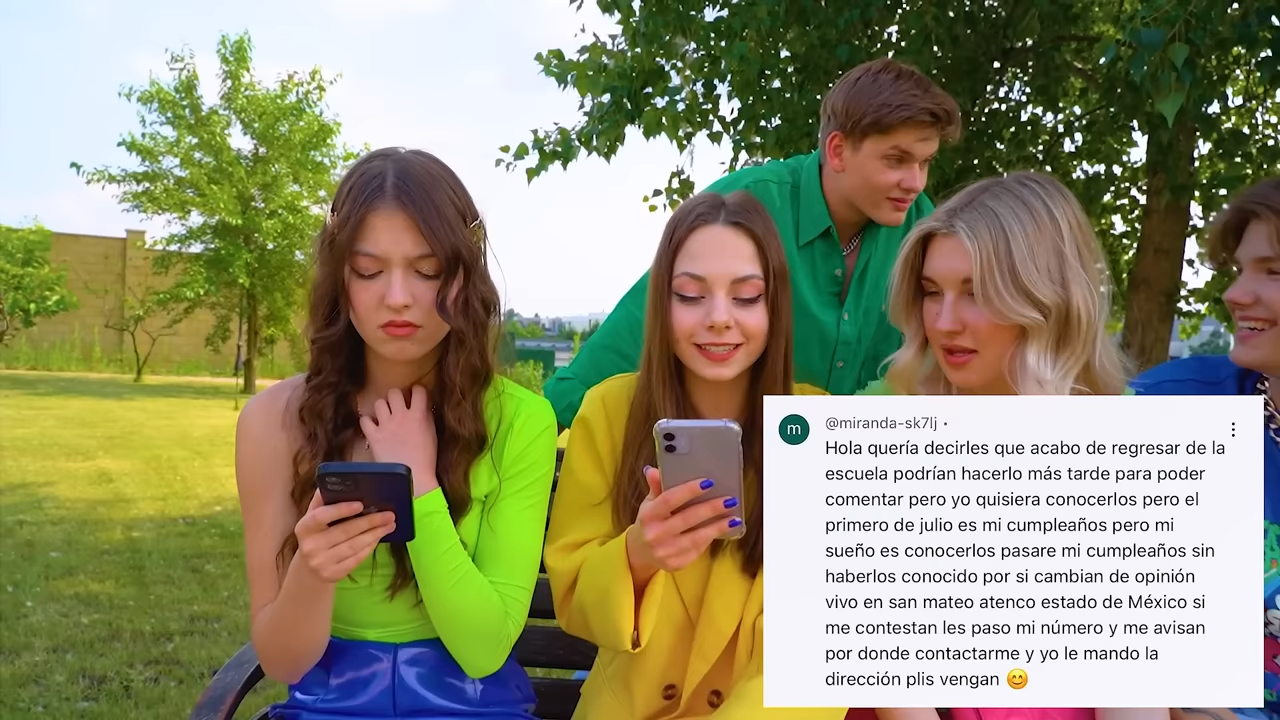 m
@miranda-sk7lj •
Hola quería decirles que acabo de regresar de la
escuela podrían hacerlo más tarde para poder
comentar pero yo quisiera conocerlos pero el
primero de julio es mi cumpleaños pero mi
sueño es conocerlos pasare mi cumpleaños sin
haberlos conocido por si cambian de opinión
vivo en san mateo atenco estado de México si
me contestan les paso mi número y me avisan
por donde contactarme y yo le mando la
dirección plis vengan 😊